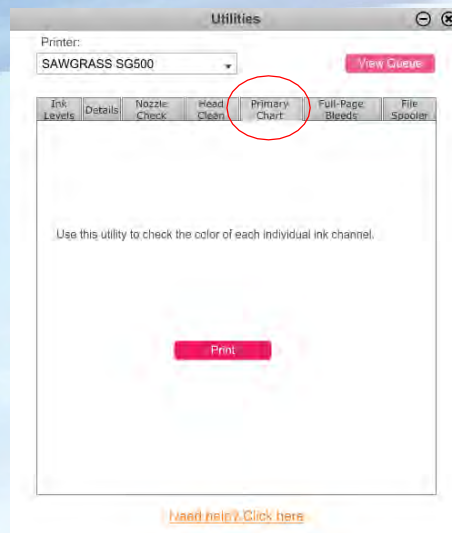 Utilities
Printer:
SAWGRASS SG500
View Queue
Ink Levels
Details
Nozzle Check
Head Clean
Primary Chart
Full-Page Bleeds
File Spooler
Use this utility to check the color of each individual ink channel.
Print
Need help? Click here